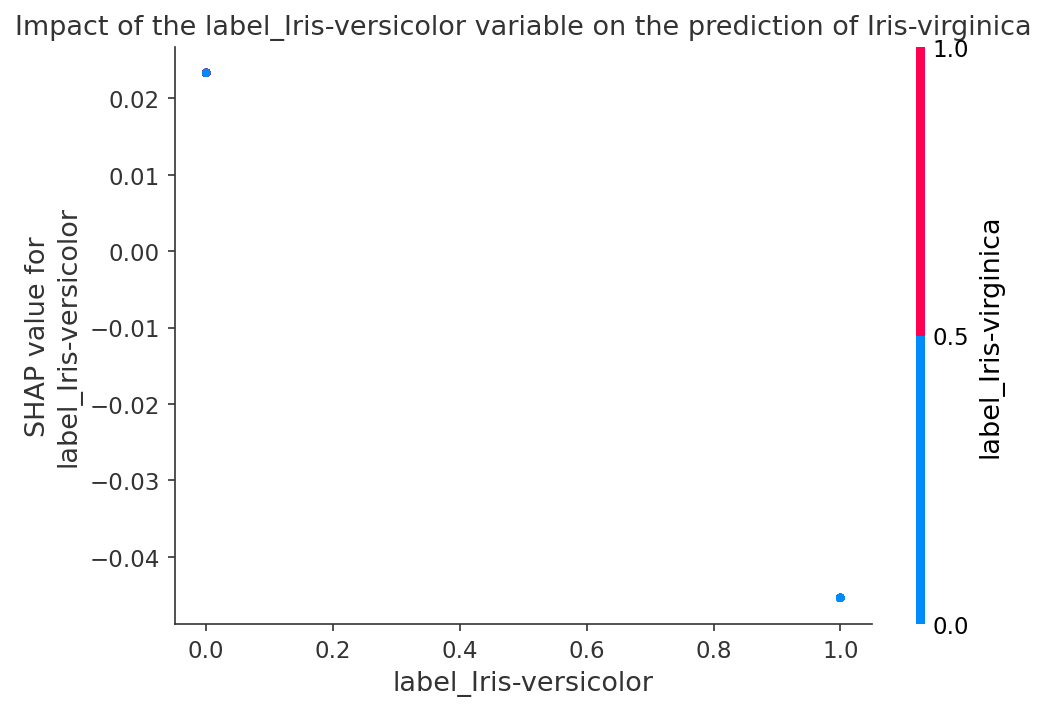 Impact of the label_Iris-versicolor variable on the prediction of Iris-virginica
0.02
0.01
0.00
−0.01
−0.02
−0.03
−0.04
SHAP value for
label_Iris-versicolor
0.0 0.2 0.4 0.6 0.8 1.0
label_Iris-versicolor
1.0
0.5
0.0
label_Iris-virginica